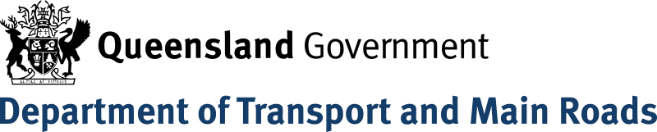 Queensland Government
Department of Transport and Main Roads